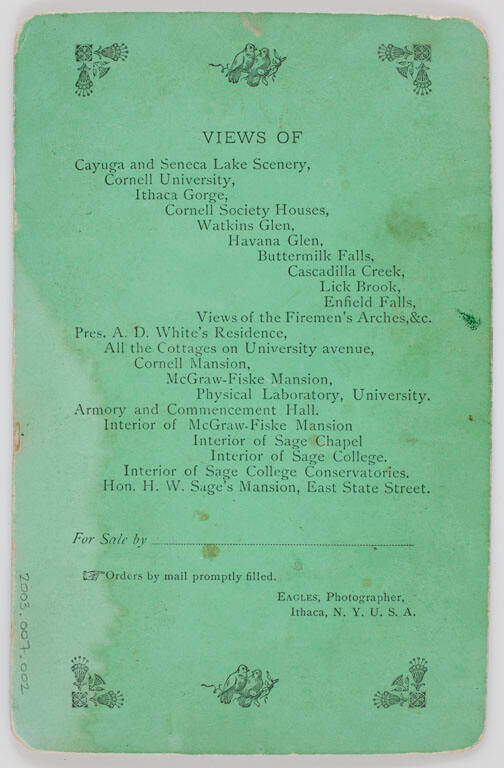 VIEWS OF
Cayuga and Seneca Lake Scenery,
Cornell University,
Ithaca Gorge,
Cornell Society Houses,
Watkins Glen,
Havana Glen,
Buttermilk Falls,
Cascadilla Creek,
Lick Brook,
Enfield Falls,
Views of the Firemen's Arches,&c.
Pres. A. D. White's Residence,
All the Cottages on University avenue,
Cornell Mansion,
McGraw-Fiske Mansion,
Physical Laboratory, University.
Armory and Commencement Hall.
Interior of McGraw-Fiske Mansion
Interior of Sage Chapel
Interior of Sage College.
Interior of Sage College Conservatories.
Hon. H. W. Sage's Mansion, East State Street.
For Sale by
☞Orders by mail promptly filled.
EAGLES, Photographer,
Ithaca, N. Y. U. S. A.
2003.007.002